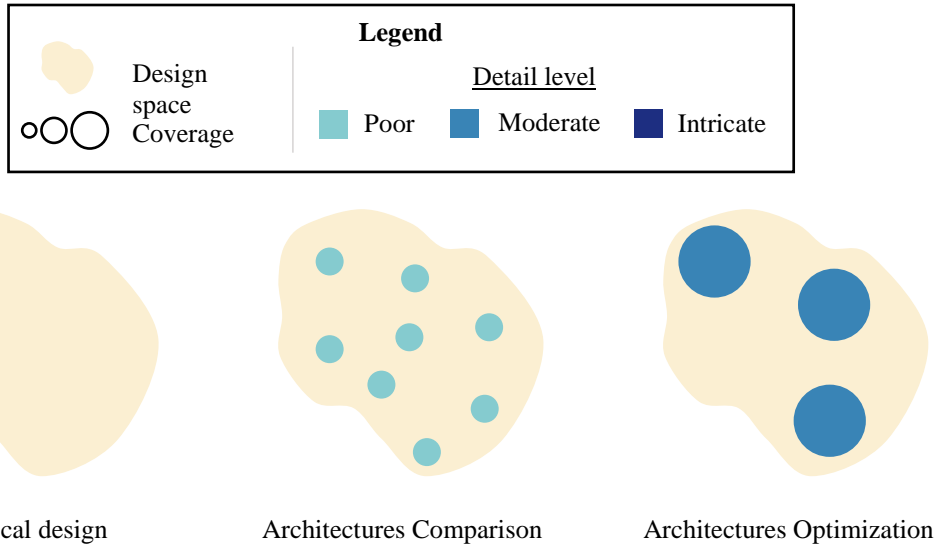 Legend
Design
space
Coverage
Detail level
Poor
Moderate
Intricate
cal design
Architectures Comparison
Architectures Optimization